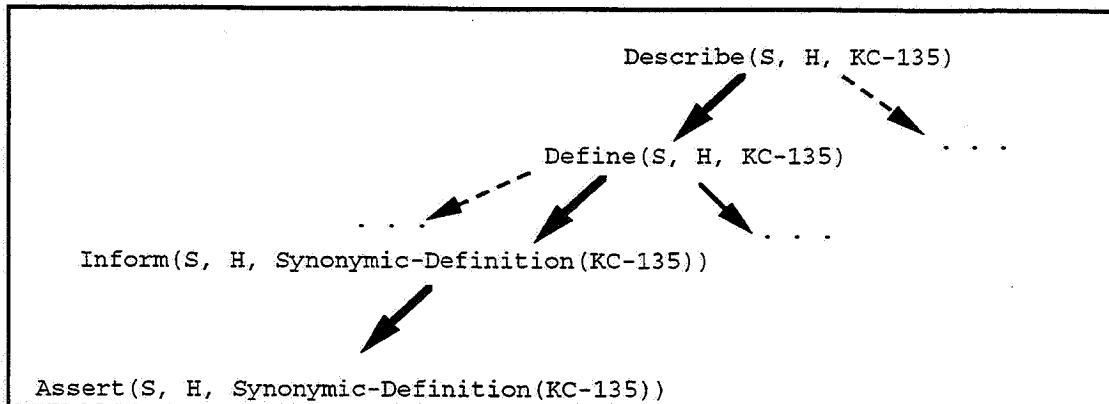 Describe(S, H, KC-135)
. . .
Define(S, H, KC-135)
. . .
. . .
Inform(S, H, Synonymic-Definition(KC-135))
Assert(S, H, Synonymic-Definition(KC-135))